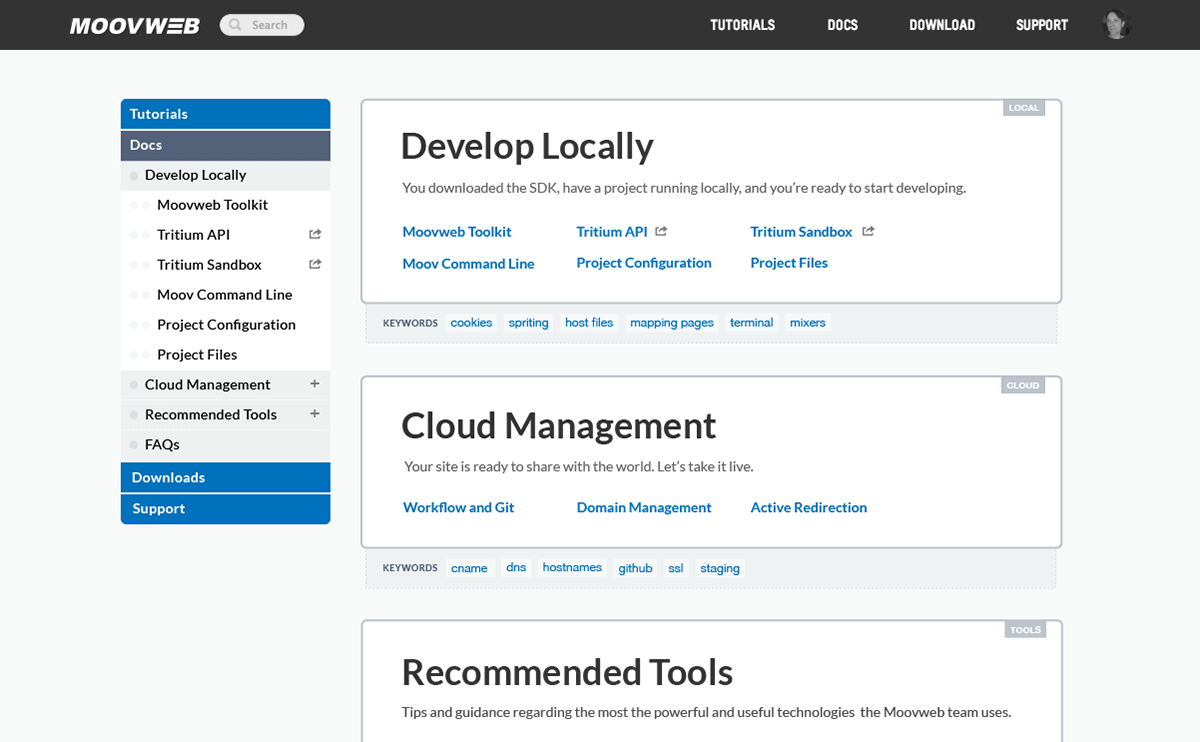 MOOVWEB Search TUTORIALS DOCS DOWNLOAD SUPPORT
Tutorials
Docs
Develop Locally
Moovweb Toolkit
Tritium API
Tritium Sandbox
Moov Command Line
Project Configuration
Project Files
Cloud Management +
Recommended Tools +
FAQs
Downloads
Support
LOCAL
Develop Locally
You downloaded the SDK, have a project running locally, and you’re ready to start developing.
Moovweb Toolkit Tritium API Tritium Sandbox
Moov Command Line Project Configuration Project Files
KEYWORDS cookies spriting host files mapping pages terminal mixers
CLOUD
Cloud Management
Your site is ready to share with the world. Let’s take it live.
Workflow and Git Domain Management Active Redirection
KEYWORDS cname dns hostnames github ssl staging
TOOLS
Recommended Tools
Tips and guidance regarding the most the powerful and useful technologies the Moovweb team uses.